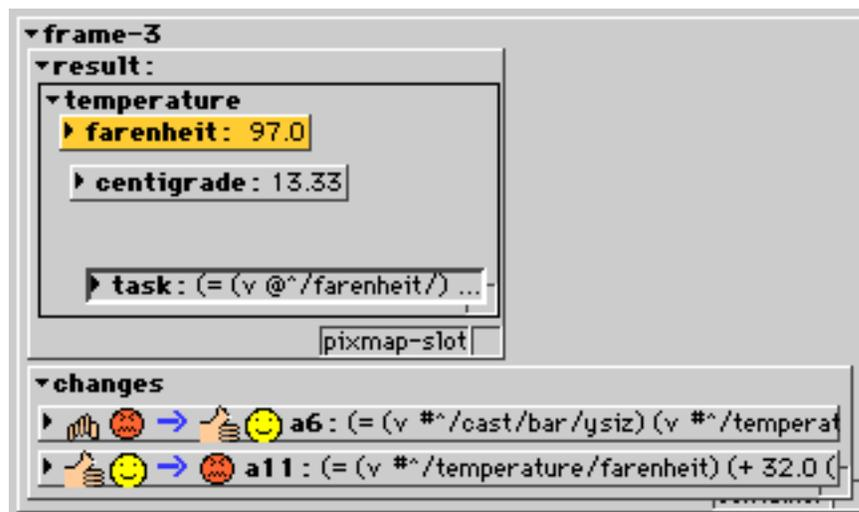 frame-3
result:
temperature
farenheit: 97.0
centigrade: 13.33
task: (= (v @^/farenheit/) ...
pixmap-slot
changes
a6: (= (v #^/cast/bar/ysiz) (v #^/temperat
a11: (= (v #^/temperature/farenheit) (+ 32.0 (